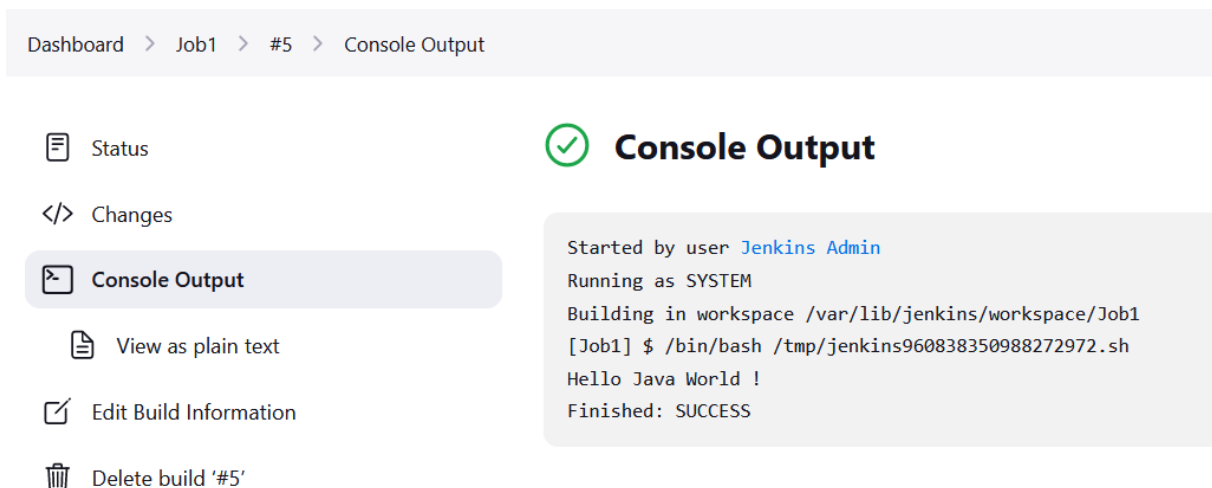 Dashboard > Job1 > #5 > Console Output
Status
Changes
Console Output
View as plain text
Edit Build Information
Delete build '#5'
Console Output
Started by user Jenkins Admin
Running as SYSTEM
Building in workspace /var/lib/jenkins/workspace/Job1
[Job1] $ /bin/bash /tmp/jenkins960838350988272972.sh
Hello Java World !
Finished: SUCCESS